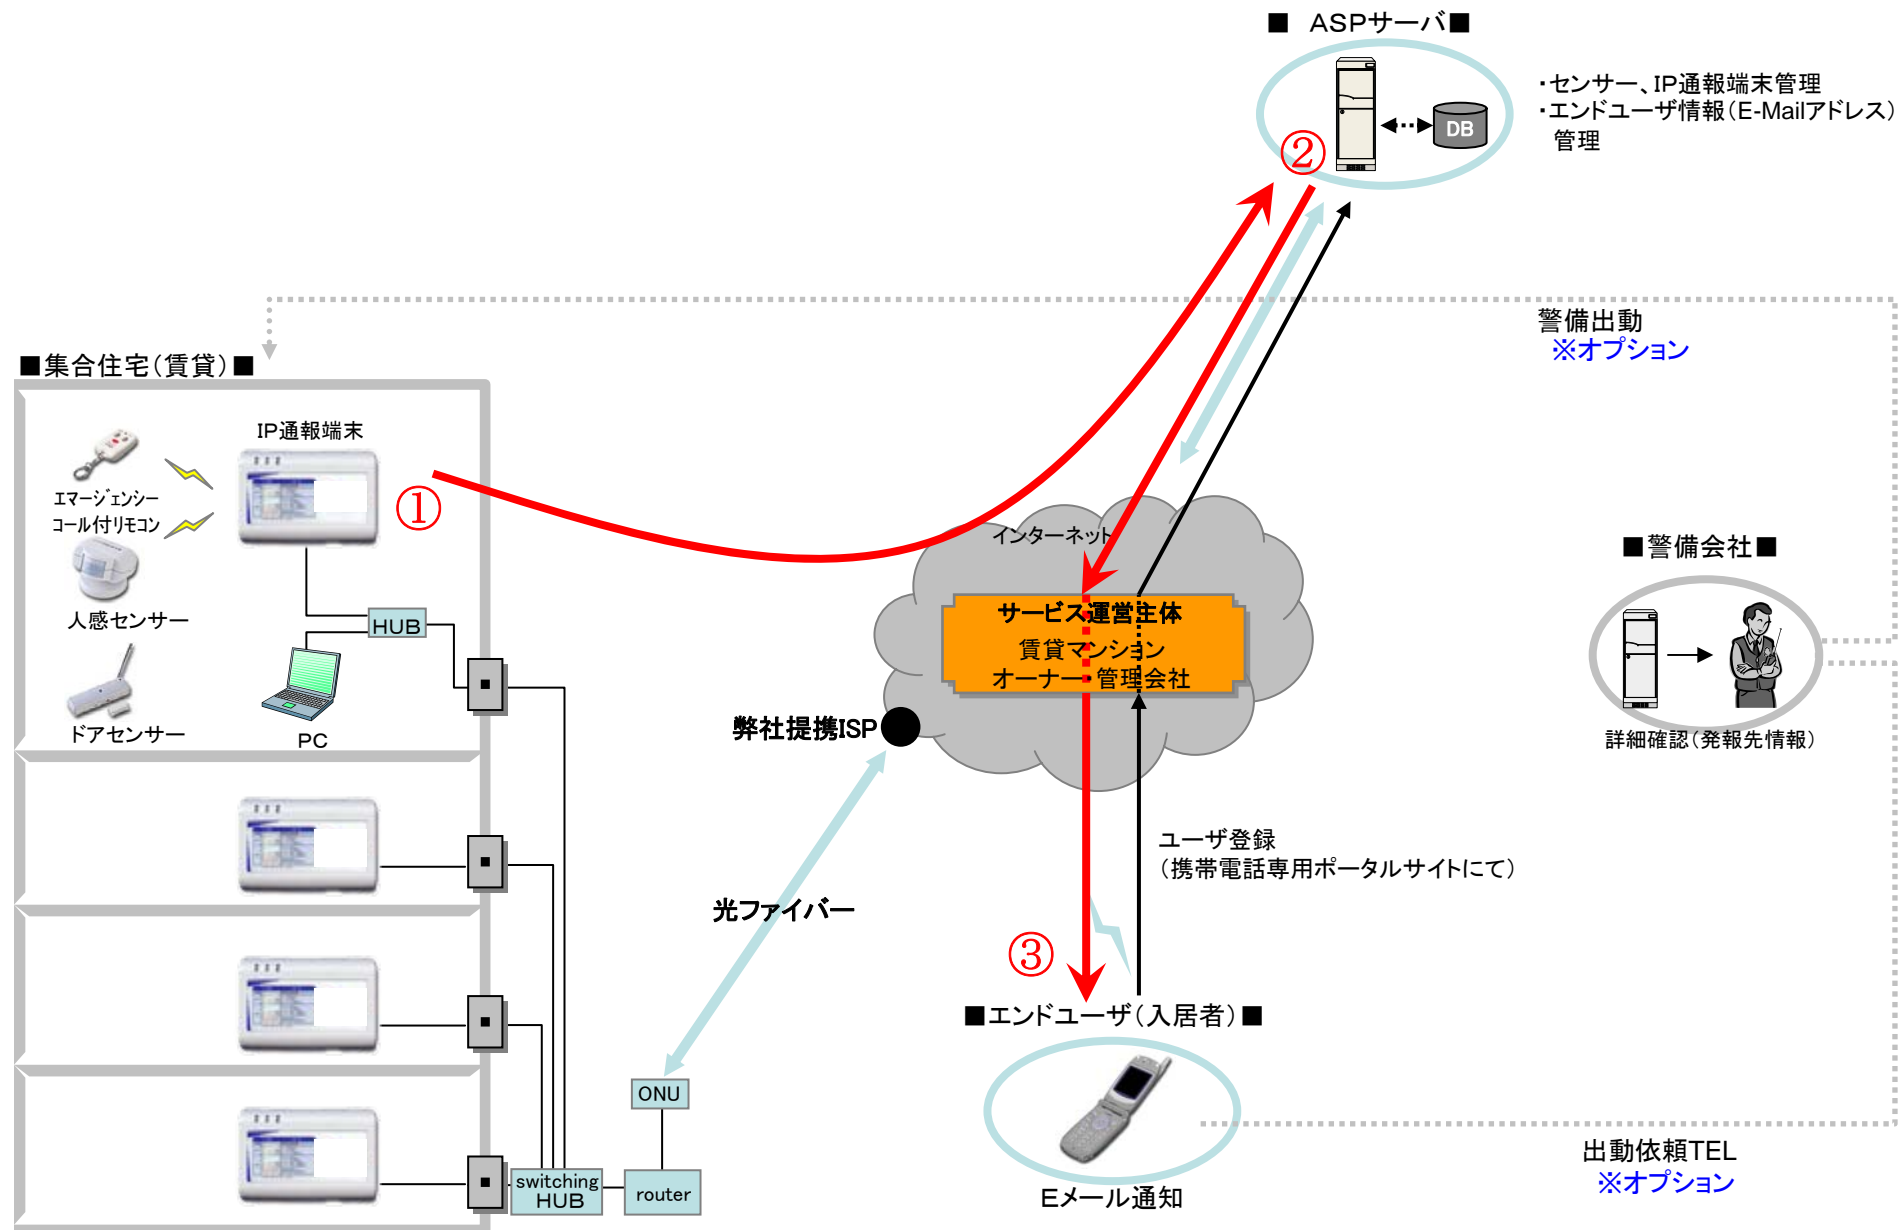 ■ ASPサーバ■
・センサー、IP通報端末管理
・エンドユーザ情報(E-Mailアドレス)
管理
DB
②
警備出動
※オプション
■集合住宅(賃貸)■
IP通報端末
エマージェンシー
コール付リモコン
①
人感センサー
HUB
ドアセンサー
PC
インターネット
サービス運営主体
賃貸マンション
オーナー・管理会社
弊社提携ISP
■警備会社■
詳細確認(発報先情報)
ユーザ登録
(携帯電話専用ポータルサイトにて)
光ファイバー
③
■エンドユーザ(入居者)■
Eメール通知
ONU
switching
HUB
router
出動依頼TEL
※オプション